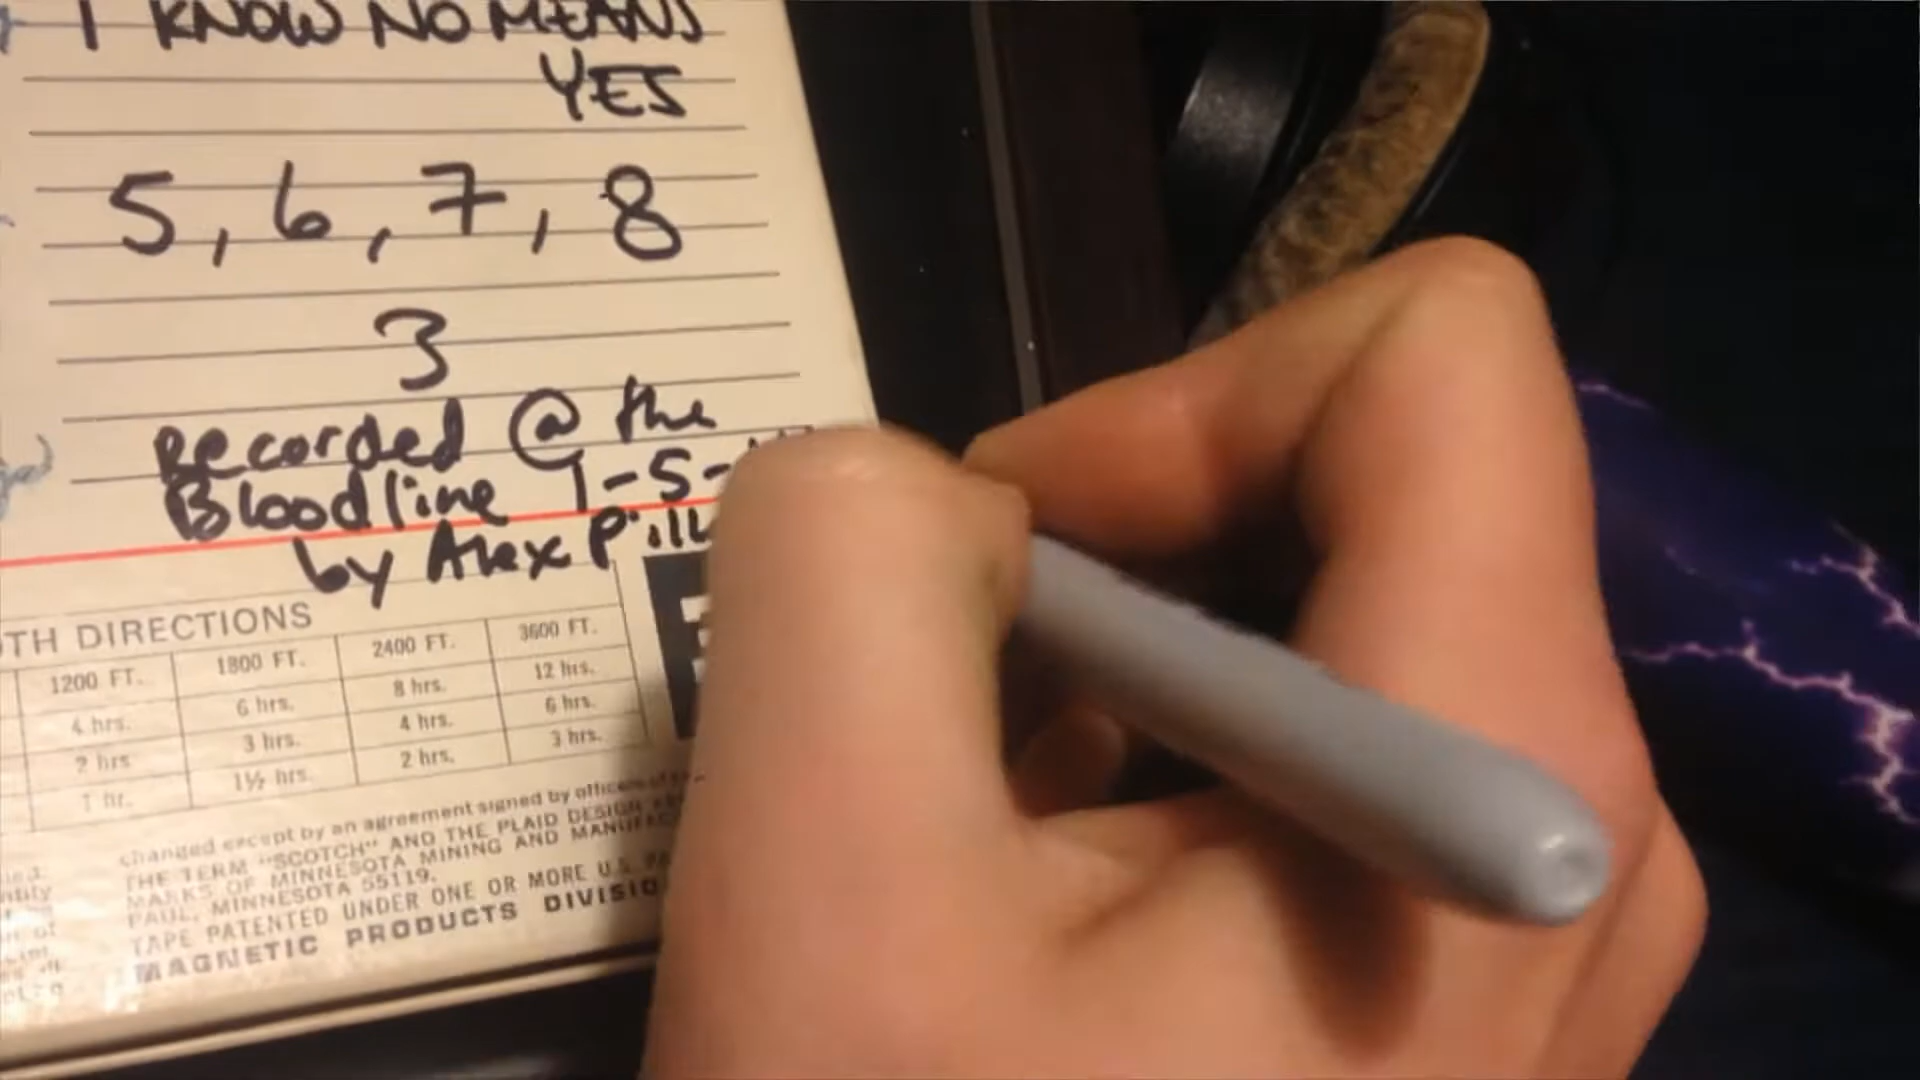 I KNOW NO MEANS
YES
5, 6, 7, 8
3
Recorded @ the
Bloodline 1-5-
by Alex
TH DIRECTIONS
1200 FT. 1800 FT. 2400 FT. 3600 FT.
4 hrs. 6 hrs. 8 hrs. 12 hrs.
2 hrs 3 hrs. 4 hrs. 6 hrs.
1 hr. 1½ hrs. 2 hrs. 3 hrs.
changed except by an agreement signed by officers of
THE TERM "SCOTCH" AND THE PLAID DESIGN
MARKS OF MINNESOTA MINING AND
PAUL, MINNESOTA 55119.
TAPE PATENTED UNDER ONE OR MORE U.S.
MAGNETIC PRODUCTS